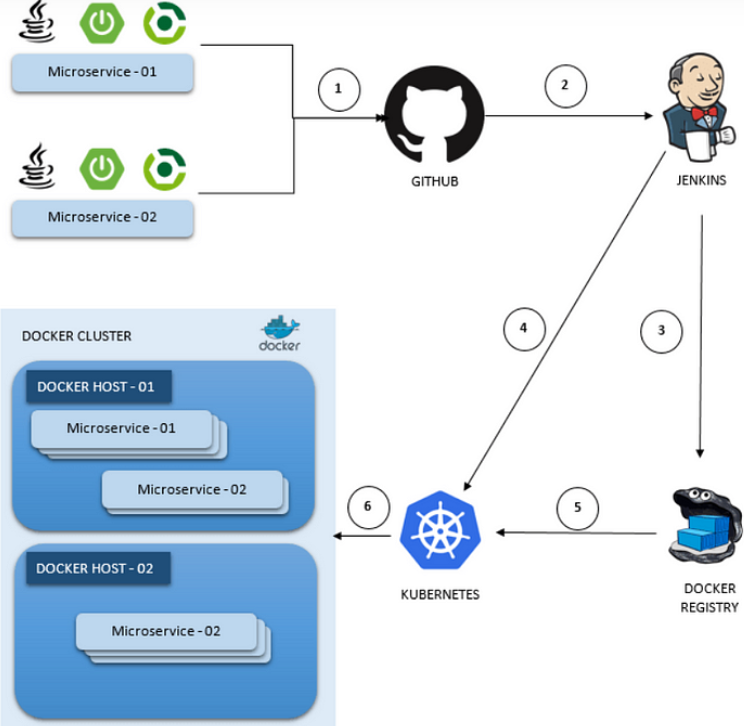 Microservice - 01
1
2
GITHUB
JENKINS
Microservice - 02
4
3
DOCKER CLUSTER
docker
DOCKER HOST - 01
Microservice - 01
Microservice - 02
6
5
KUBERNETES
DOCKER
REGISTRY
DOCKER HOST - 02
Microservice - 02